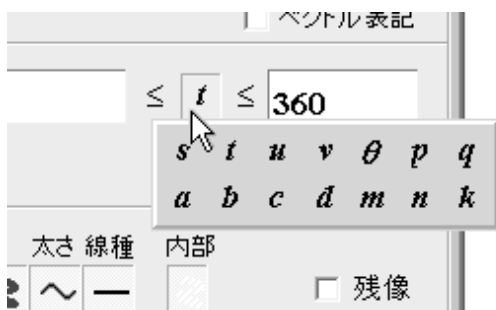 ベクトル表記
≤ t ≤ 360
s t u v θ p q
a b c d m n k
太さ 線種 内部
残像